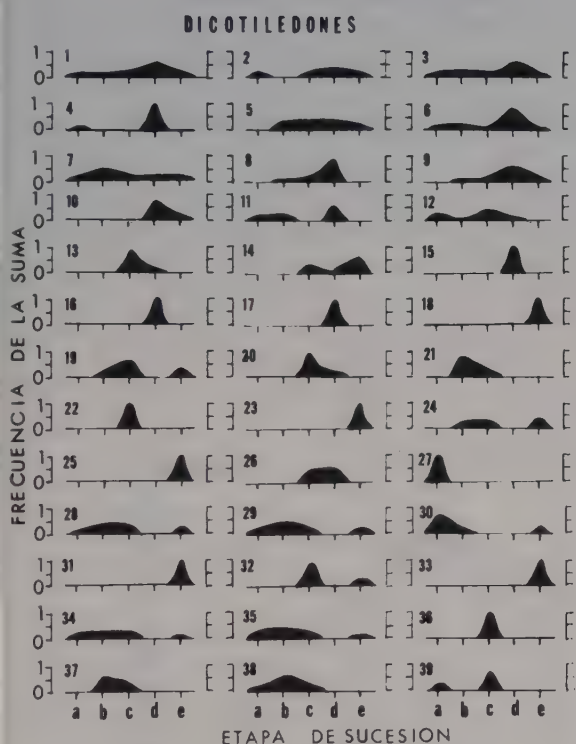 DICOTILEDONES
1 0 1 2 3
1 0 4 5 6
1 0 7 8 9
1 0 10 11 12
1 0 13 14 15
1 0 16 17 18
1 0 19 20 21
1 0 22 23 24
1 0 25 26 27
1 0 28 29 30
1 0 31 32 33
1 0 34 35 36
1 0 37 38 39
a b c d e a b c d e a b c d e
ETAPA DE SUCESION
FRECUENCIA DE LA SUMA